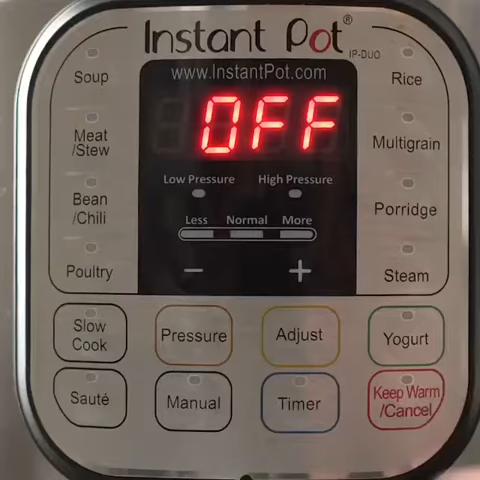 Instant Pot®
IP-DUO
www.InstantPot.com
OFF
Low Pressure High Pressure
Less Normal More
− +
Soup
Meat
/Stew
Bean
/Chili
Poultry
Rice
Multigrain
Porridge
Steam
Slow
Cook
Pressure
Adjust
Yogurt
Sauté
Manual
Timer
Keep Warm
/Cancel